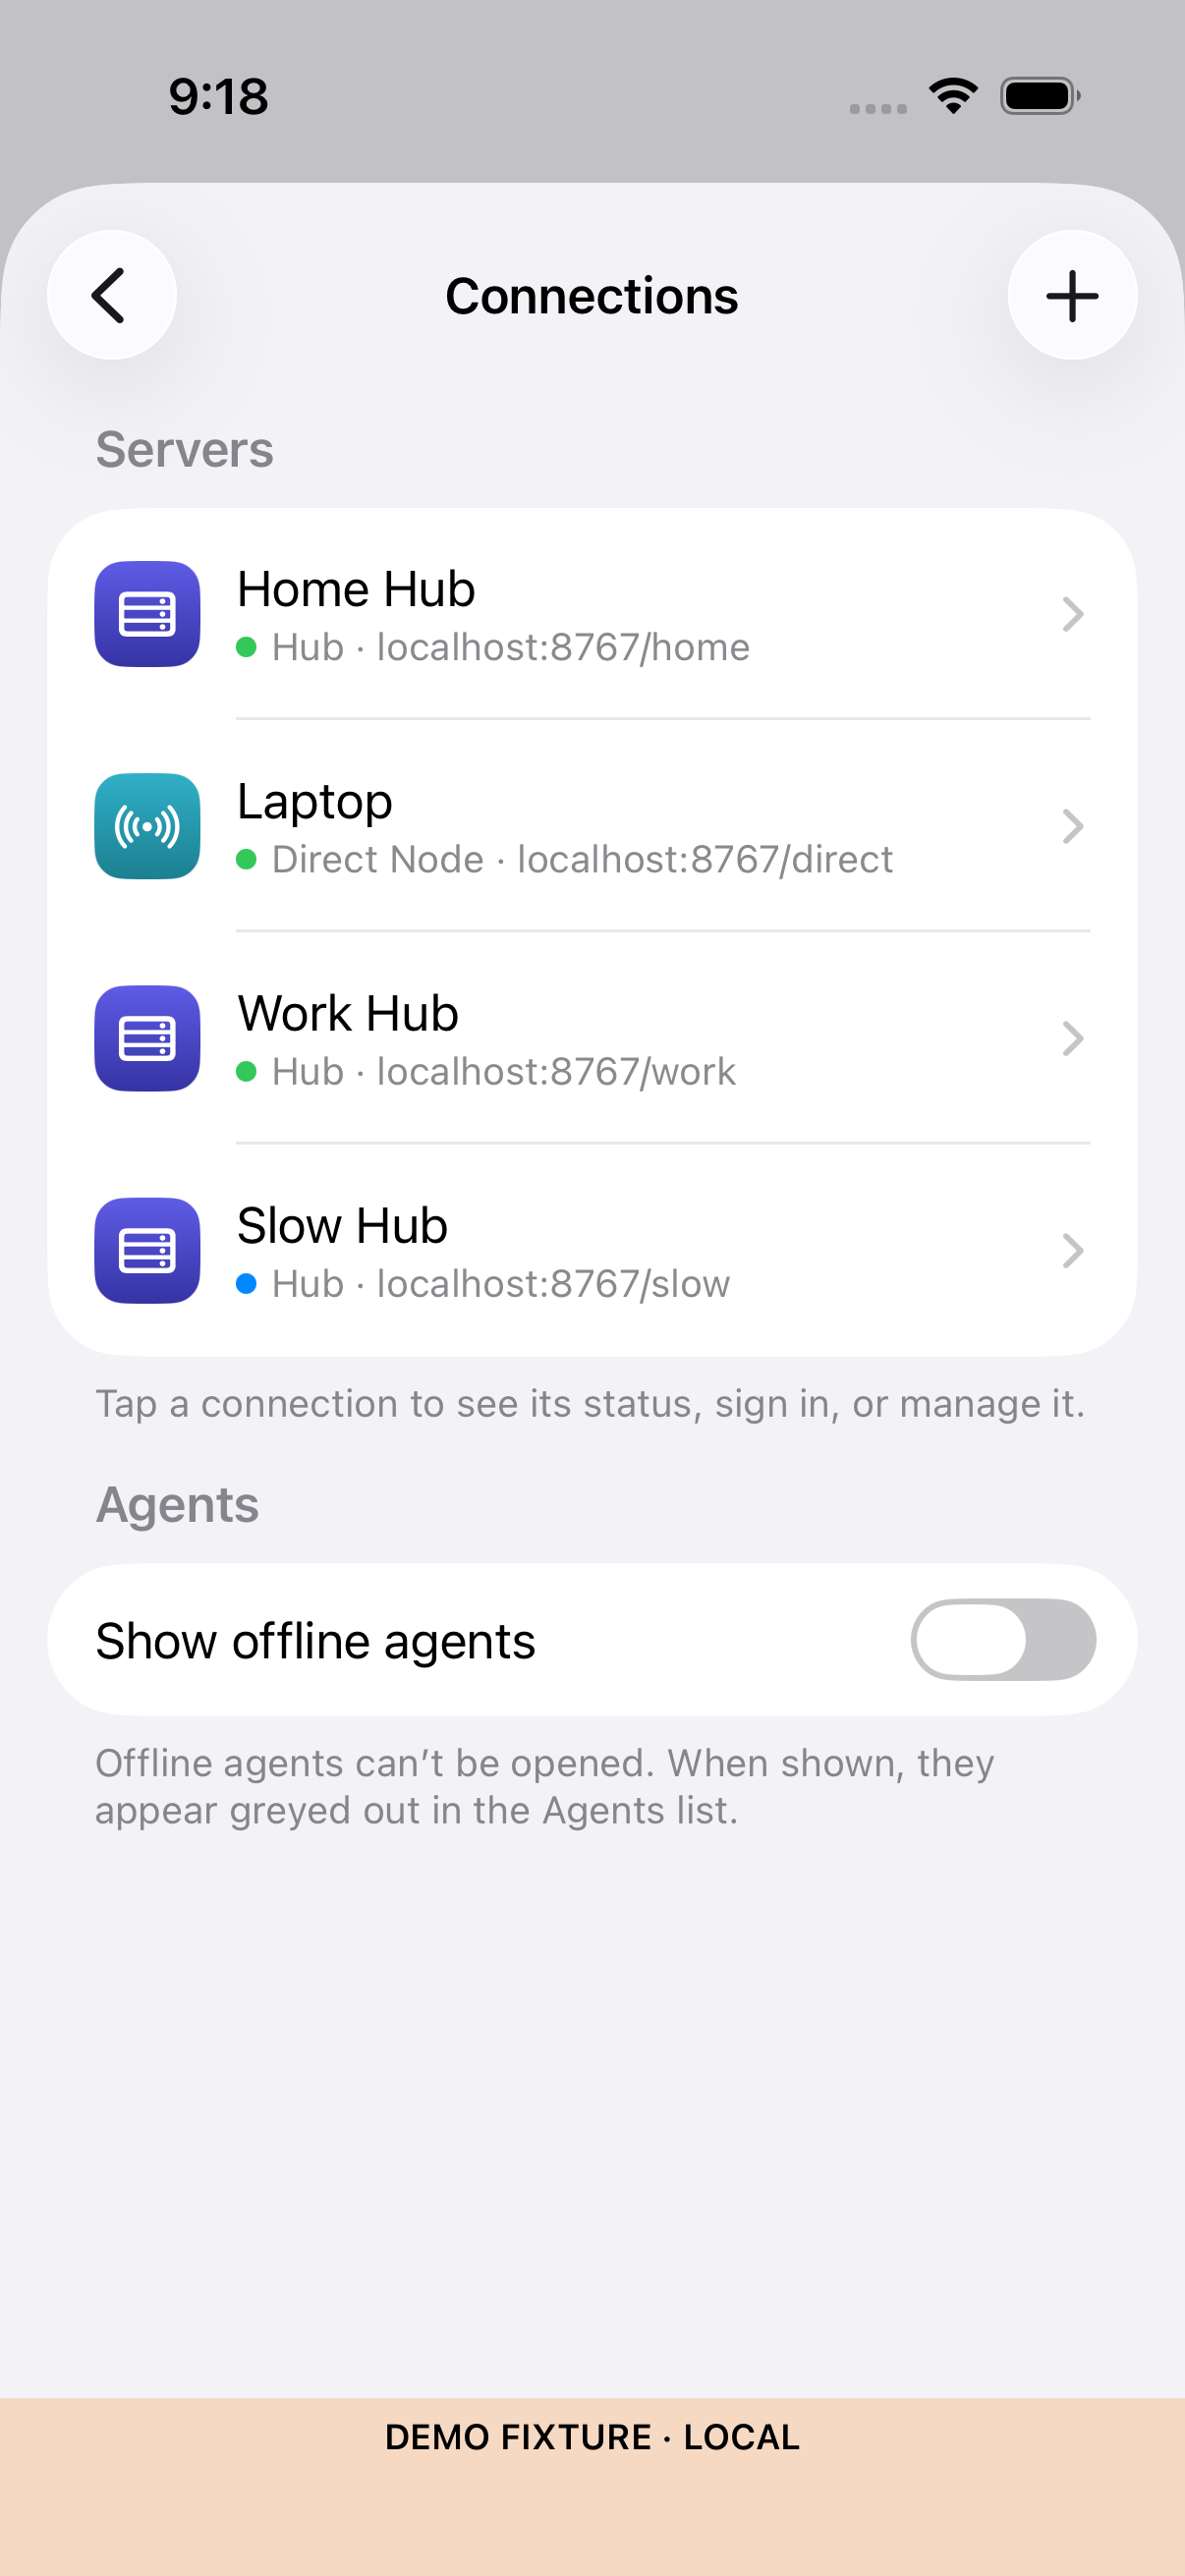 9:18
Connections
Servers
Home Hub
Hub · localhost:8767/home
Laptop
Direct Node · localhost:8767/direct
Work Hub
Hub · localhost:8767/work
Slow Hub
Hub · localhost:8767/slow
Tap a connection to see its status, sign in, or manage it.
Agents
Show offline agents
Offline agents can’t be opened. When shown, they
appear greyed out in the Agents list.
DEMO FIXTURE · LOCAL